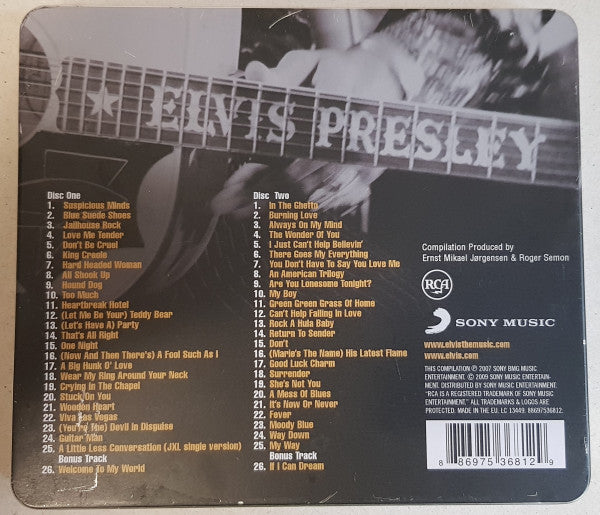 ELVIS PRESLEY
Disc One
1. Suspicious Minds
2. Blue Suede Shoes
3. Jailhouse Rock
4. Love Me Tender
5. Don't Be Cruel
6. King Creole
7. Hard Headed Woman
8. All Shook Up
9. Hound Dog
10. Too Much
11. Heartbreak Hotel
12. (Let Me Be Your) Teddy Bear
13. (Let's Have A) Party
14. That's All Right
15. One Night
16. (Now And Then There's) A Fool Such As I
17. A Big Hunk O' Love
18. Wear My Ring Around Your Neck
19. Crying In The Chapel
20. Stuck On You
21. Wooden Heart
22. Viva Las Vegas
23. (You're The) Devil In Disguise
24. Guitar Man
25. A Little Less Conversation (JXL single version)
Bonus Track
26. Welcome To My World
Disc Two
1. In The Ghetto
2. Burning Love
3. Always On My Mind
4. The Wonder Of You
5. I Just Can't Help Believin'
6. There Goes My Everything
7. You Don't Have To Say You Love Me
8. An American Trilogy
9. Are You Lonesome Tonight?
10. My Boy
11. Green Green Grass Of Home
12. Can't Help Falling In Love
13. Rock A Hula Baby
14. Return To Sender
15. Don't
16. (Marie's The Name) His Latest Flame
17. Good Luck Charm
18. Surrender
19. She's Not You
20. A Mess Of Blues
21. It's Now Or Never
22. Fever
23. Moody Blue
24. Way Down
25. My Way
Bonus Track
26. If I Can Dream
Compilation Produced by
Ernst Mikael Jørgensen & Roger Semon
RCA
SONY MUSIC
www.elvisthemusic.com
www.elvis.com
THIS COMPILATION ℗ 2007 SONY BMG MUSIC
ENTERTAINMENT. © 2009 SONY MUSIC ENTERTAIN-
MENT. DISTRIBUTED BY SONY MUSIC ENTERTAINMENT.
"RCA IS A REGISTERED TRADEMARK OF SONY MUSIC
ENTERTAINMENT." ALL TRADEMARKS & LOGOS ARE
PROTECTED. MADE IN THE EU. LC 13449. 88697536812.
8 86975 36812 9